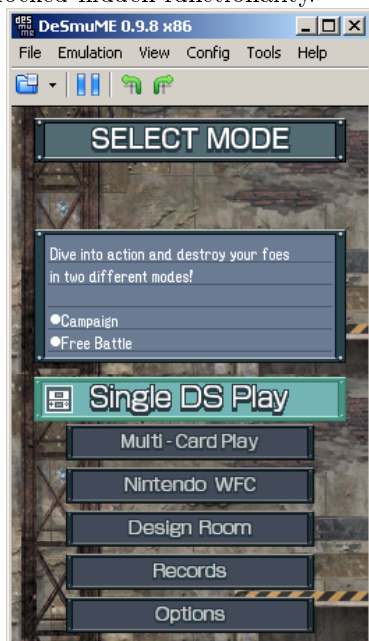 DeSmuME 0.9.8 x86
File Emulation View Config Tools Help
SELECT MODE
Dive into action and destroy your foes
in two different modes!
Campaign
Free Battle
Single DS Play
Multi-Card Play
Nintendo WFC
Design Room
Records
Options